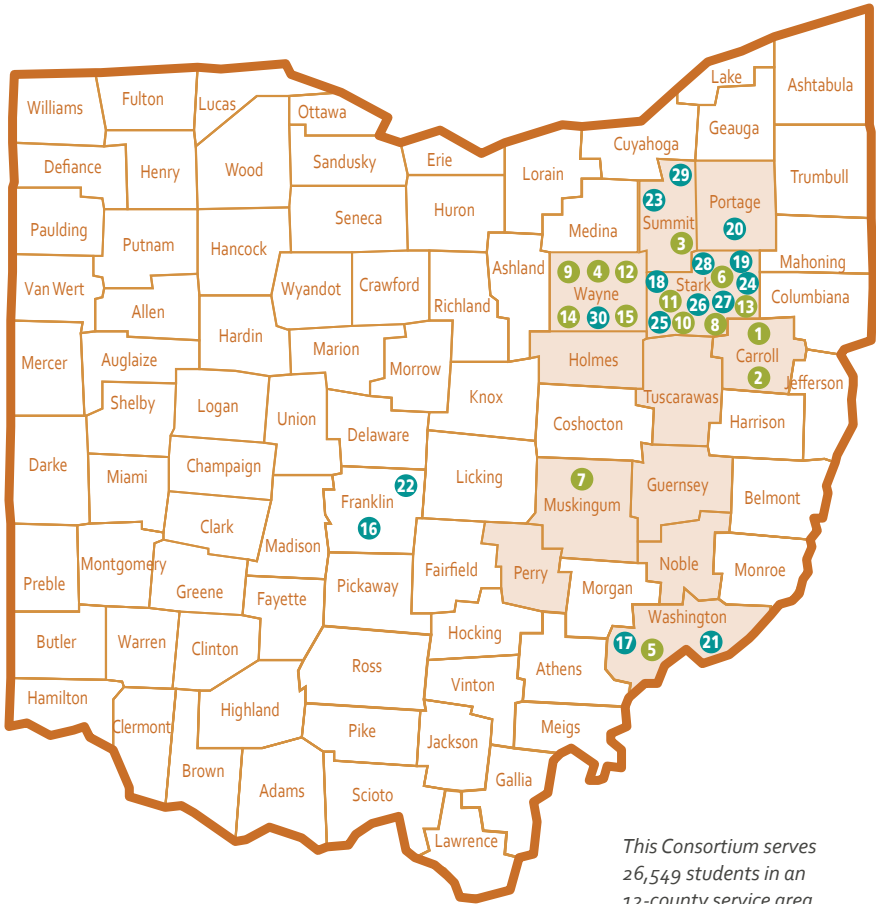 Lake
Ashtabula
Williams
Fulton
Lucas
Ottawa
Geauga
Cuyahoga
Defiance
Henry
Wood
Sandusky
Erie
Lorain
Trumbull
29
23
Portage
Paulding
Putnam
Hancock
Seneca
Huron
Medina
Summit
20
3
Mahoning
Van Wert
Allen
Wyandot
Crawford
Richland
Ashland
9
4
12
Wayne
14
30
15
18
28
19
6
24
Stark
11
26
27
13
25
10
8
Columbiana
Mercer
Auglaize
Hardin
Marion
Morrow
Holmes
1
Carroll
2
Jefferson
Shelby
Logan
Union
Knox
Tuscarawas
Delaware
Coshocton
Harrison
Darke
Miami
Champaign
Licking
7
Muskingum
Guernsey
Belmont
22
Franklin
16
Clark
Madison
Preble
Montgomery
Greene
Fayette
Pickaway
Fairfield
Perry
Morgan
Noble
Monroe
Butler
Warren
Clinton
Ross
Hocking
Athens
Washington
17
5
21
Vinton
Hamilton
Clermont
Highland
Pike
Jackson
Meigs
Brown
Adams
Scioto
Gallia
Lawrence
This Consortium serves
26,549 students in an
12-county service area